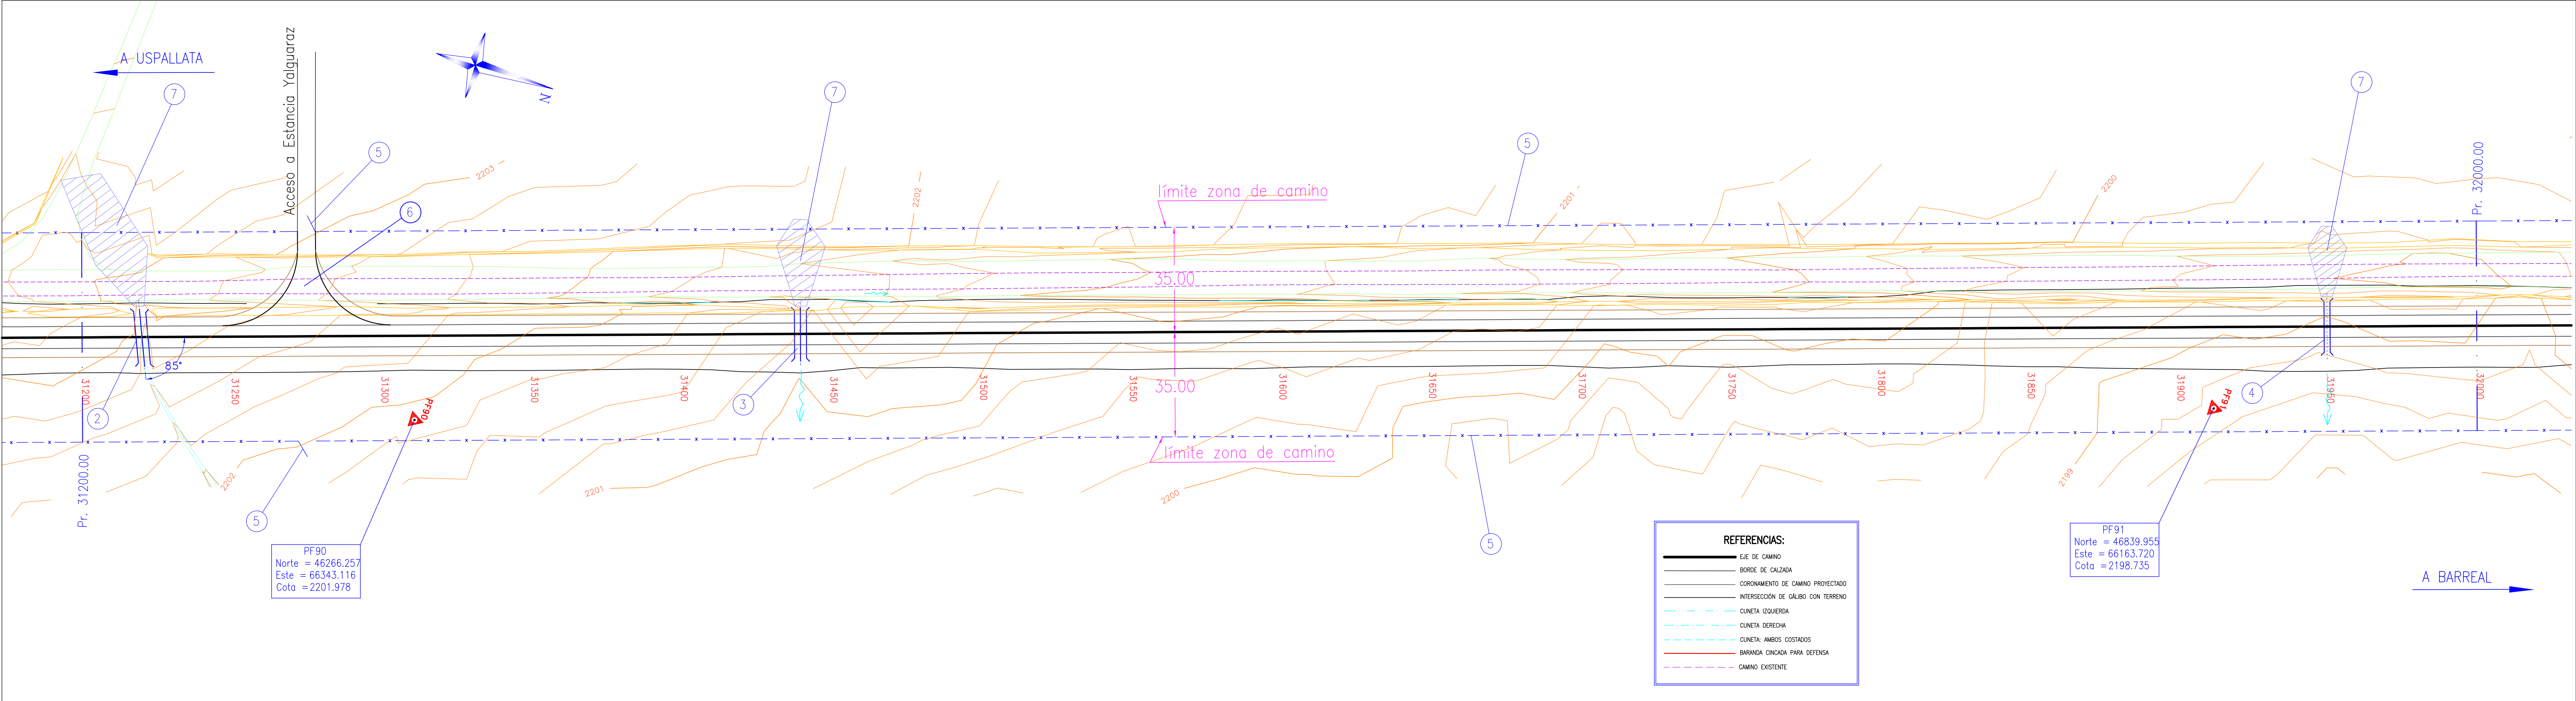 A USPALLATA
7
Acceso a Estancia Yalguaraz
5
6
N
2203
7
2202
límite zona de camino
5
2201
2200
7
Pr. 32000.00
35.00
85°
35.00
31200
31250
31300
31350
31400
31450
31500
31550
31600
31650
31700
31750
31800
31850
31900
31950
32000
2
PF90
3
4
PF91
límite zona de camino
Pr. 31200.00
2202
2201
2200
2199
5
5
PF90
Norte = 46266.257
Este = 66343.116
Cota =2201.978
PF91
Norte = 46839.955
Este = 66163.720
Cota =2198.735
A BARREAL
REFERENCIAS:
EJE DE CAMINO
BORDE DE CALZADA
CORONAMIENTO DE CAMINO PROYECTADO
INTERSECCIÓN DE GÁLIBO CON TERRENO
CUNETA IZQUIERDA
CUNETA DERECHA
CUNETA: AMBOS COSTADOS
BARANDA CINCADA PARA DEFENSA
CAMINO EXISTENTE